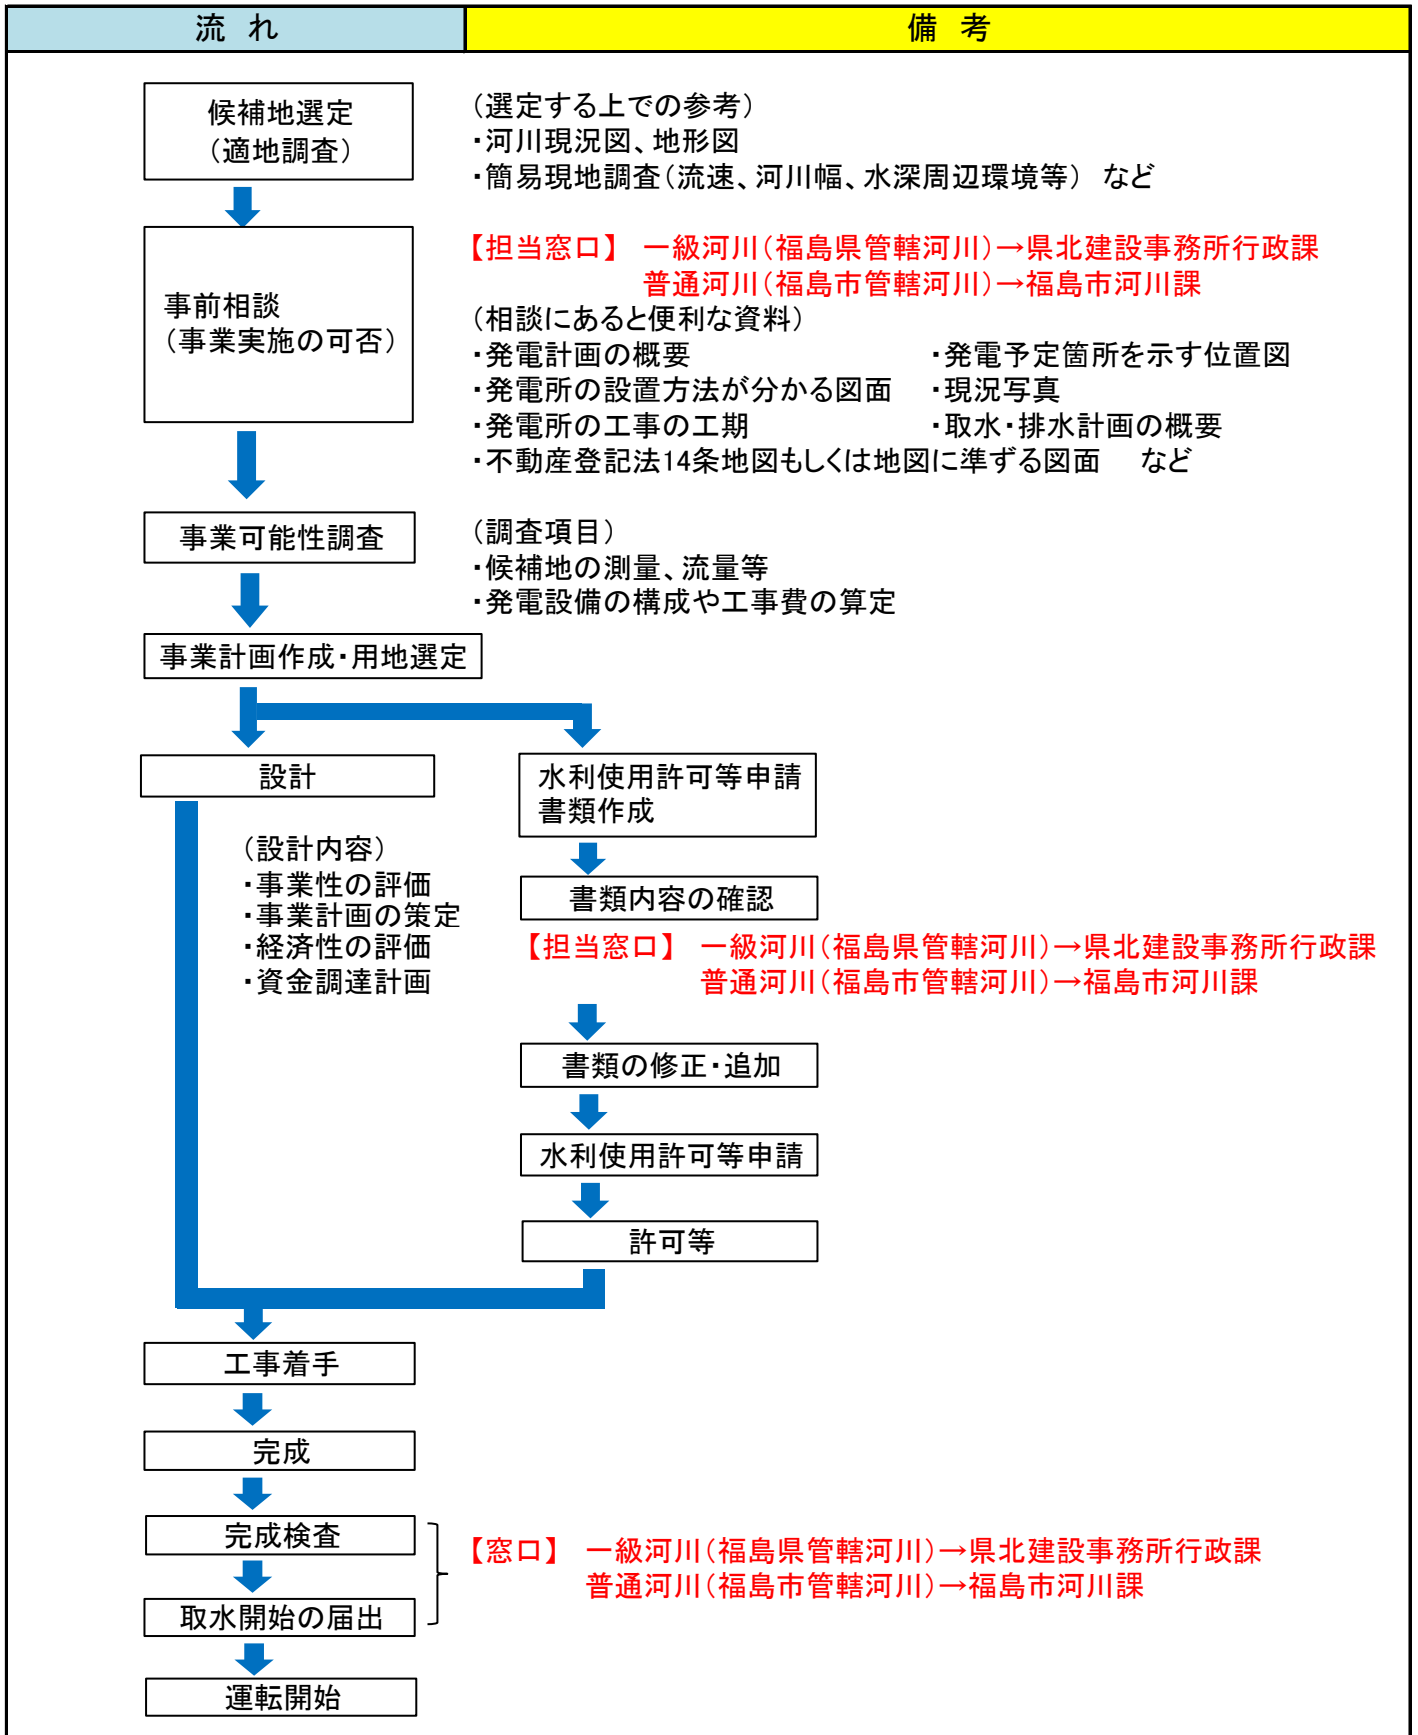 流 れ
備 考
候補地選定
（適地調査）
（選定する上での参考）
・河川現況図、地形図
・簡易現地調査（流速、河川幅、水深周辺環境等） など
事前相談
（事業実施の可否）
【担当窓口】 一級河川（福島県管轄河川）→県北建設事務所行政課
普通河川（福島市管轄河川）→福島市河川課
（相談にあると便利な資料）
・発電計画の概要 ・発電予定箇所を示す位置図
・発電所の設置方法が分かる図面 ・現況写真
・発電所の工事の工期 ・取水・排水計画の概要
・不動産登記法14条地図もしくは地図に準ずる図面 など
事業可能性調査
（調査項目）
・候補地の測量、流量等
・発電設備の構成や工事費の算定
事業計画作成・用地選定
設計
（設計内容）
・事業性の評価
・事業計画の策定
・経済性の評価
・資金調達計画
水利使用許可等申請
書類作成
書類内容の確認
【担当窓口】 一級河川（福島県管轄河川）→県北建設事務所行政課
普通河川（福島市管轄河川）→福島市河川課
書類の修正・追加
水利使用許可等申請
許可等
工事着手
完成
完成検査
取水開始の届出
【窓口】 一級河川（福島県管轄河川）→県北建設事務所行政課
普通河川（福島市管轄河川）→福島市河川課
運転開始